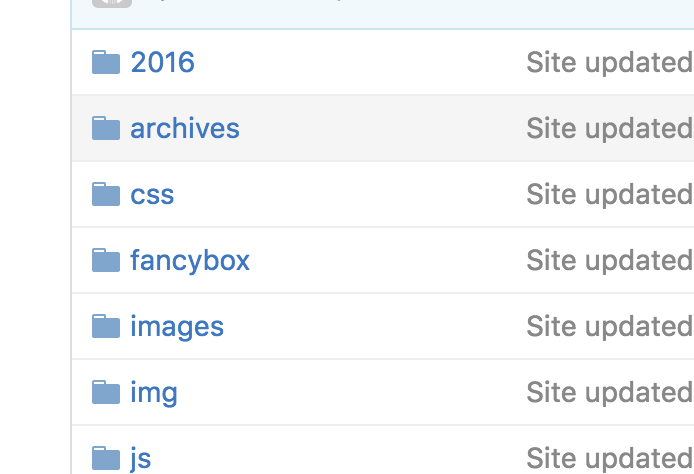 2016 Site updated
archives Site updated
css Site updated
fancybox Site updated
images Site updated
img Site updated
js Site updated